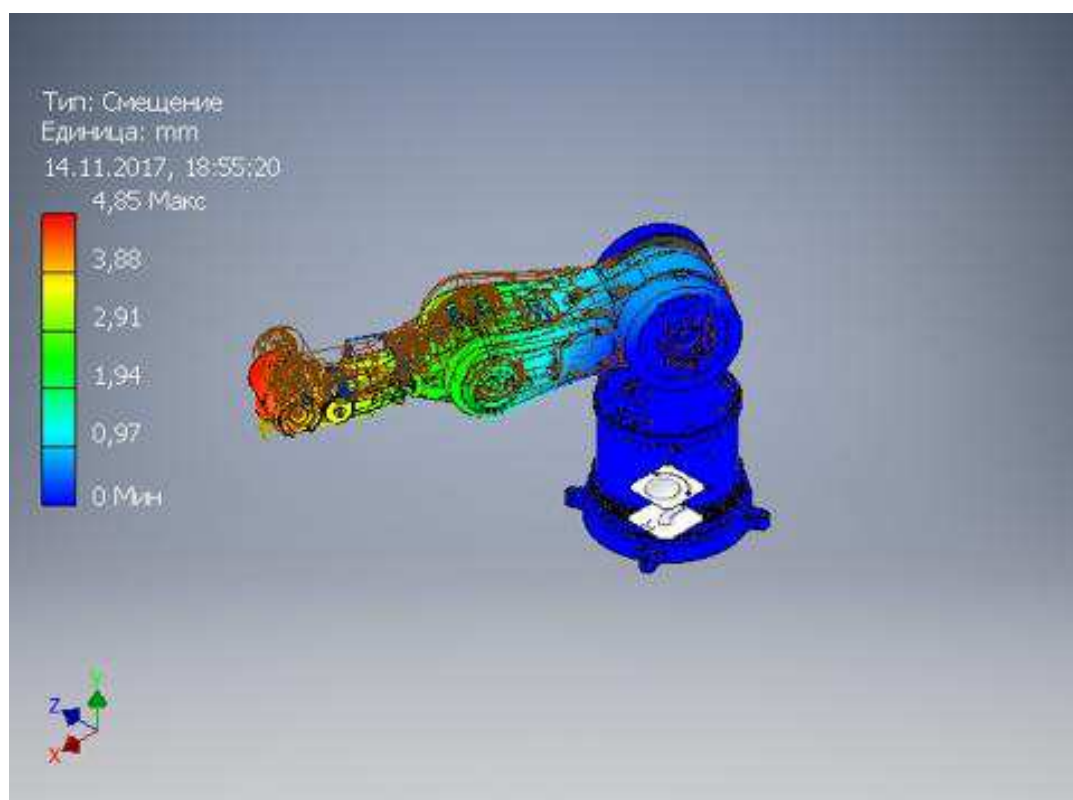 Тип: Смещение
Единица: mm
14.11.2017, 18:55:20
4,85 Макс
3,88
2,91
1,94
0,97
0 Мин
Y
Z
X